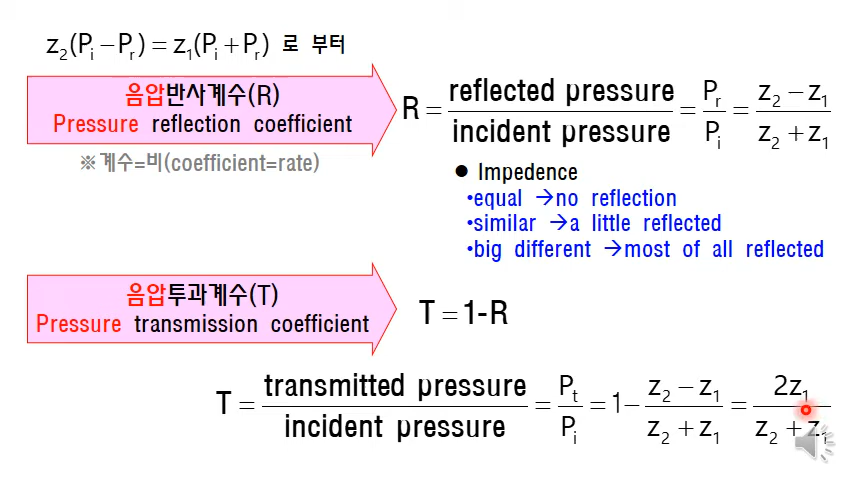 z₂(Pᵢ−Pᵣ) = z₁(Pᵢ+Pᵣ) 로 부터
음압반사계수(R)
Pressure reflection coefficient
R = reflected pressure / incident pressure = Pᵣ / Pᵢ = z₂ − z₁ / z₂ + z₁
※계수=비(coefficient=rate)
● Impedence
•equal →no reflection
•similar →a little reflected
•big different →most of all reflected
음압투과계수(T)
Pressure transmission coefficient
T = 1-R
T = transmitted pressure / incident pressure = Pₜ / Pᵢ = 1− z₂ − z₁ / z₂ + z₁ = 2z₁ / z₂ + z₁